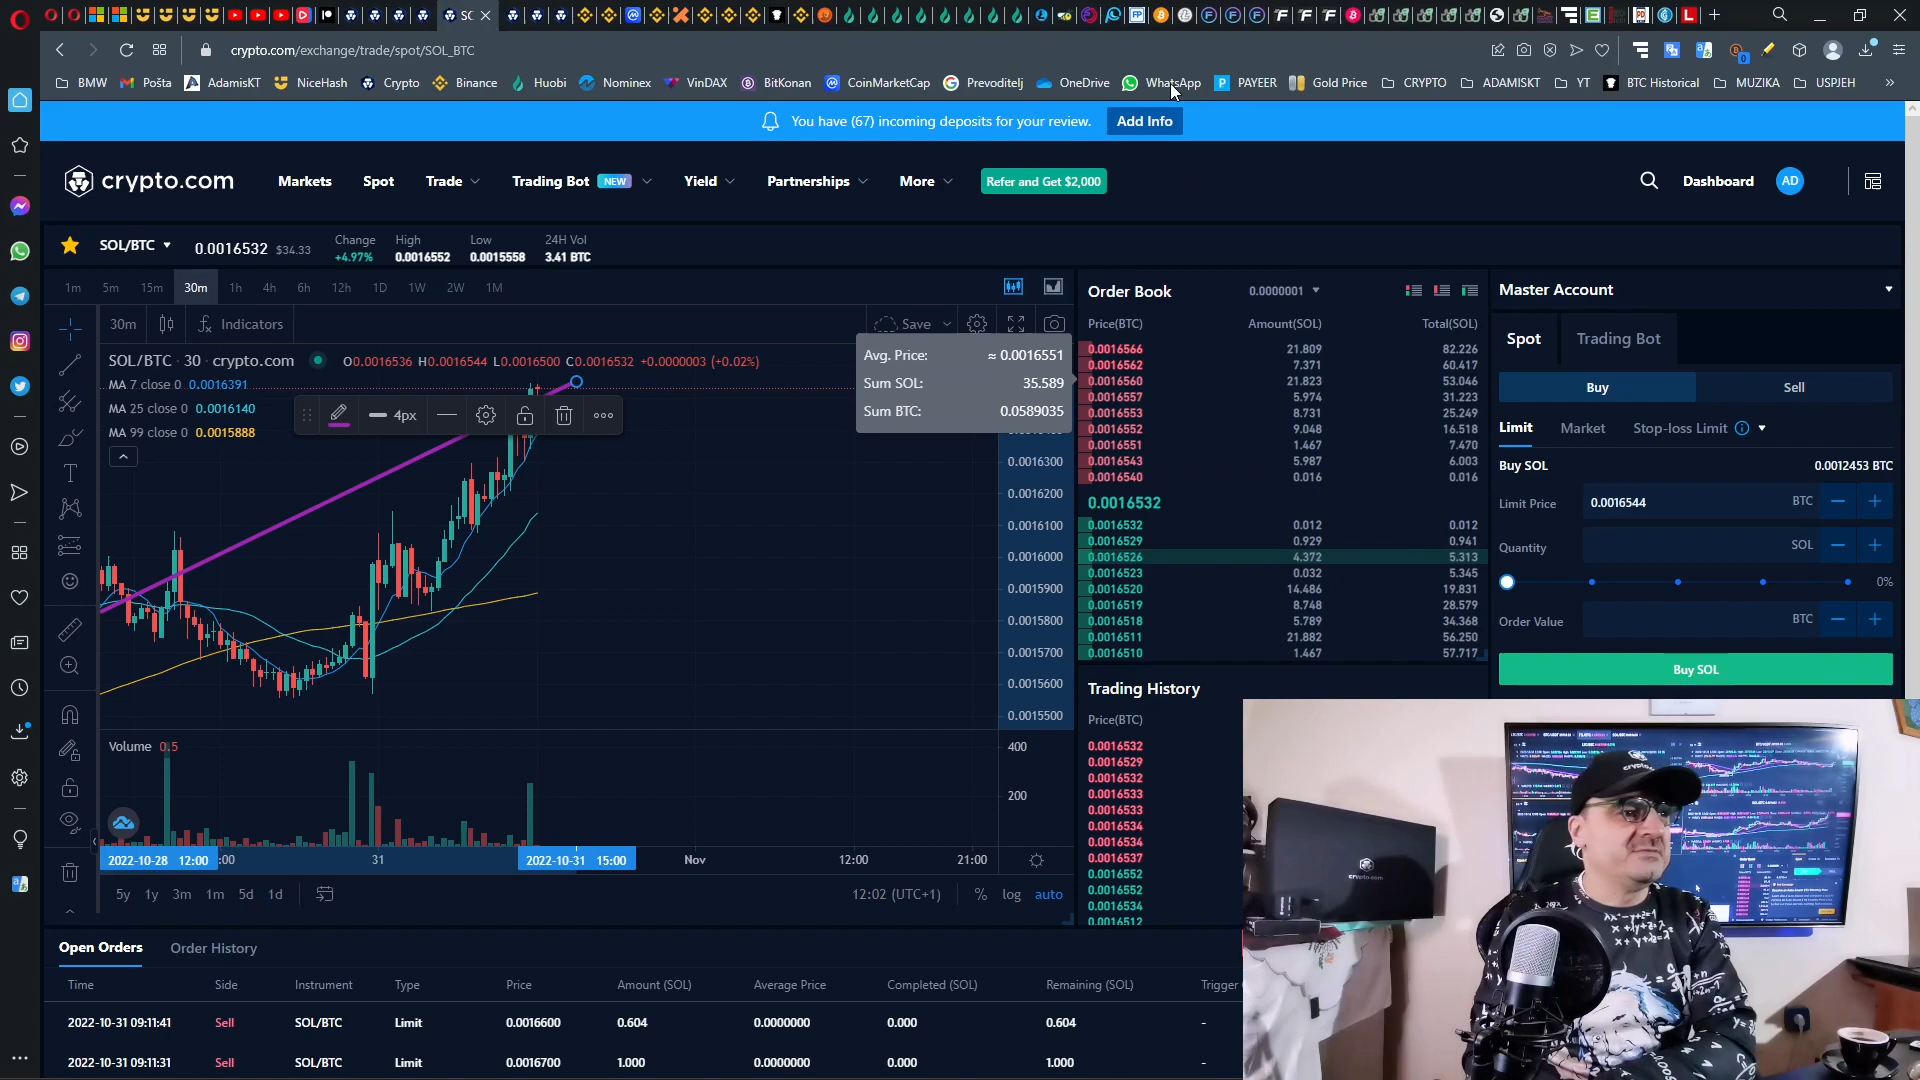 crypto.com/exchange/trade/spot/SOL_BTC
BMW Pošta AdamisKT NiceHash Crypto Binance Huobi Nominex VinDAX BitKonan CoinMarketCap Prevoditelj OneDrive WhatsApp PAYEER Gold Price CRYPTO ADAMISKT YT BTC Historical MUZIKA USPJEH
You have (67) incoming deposits for your review. Add Info
crypto.com Markets Spot Trade Trading Bot NEW Yield Partnerships More Refer and Get $2,000 Dashboard AD
SOL/BTC 0.0016532 $34.33
Change High Low 24H Vol
+4.97% 0.0016552 0.0015558 3.41 BTC
1m 5m 15m 30m 1h 4h 6h 12h 1D 1W 2W 1M
30m Indicators Save
SOL/BTC · 30 · crypto.com O0.0016536 H0.0016544 L0.0016500 C0.0016532 +0.0000003 (+0.02%)
MA 7 close 0 0.0016391
MA 25 close 0 0.0016140
MA 99 close 0 0.0015888
4px
Avg. Price: ≈ 0.0016551
Sum SOL: 35.589
Sum BTC: 0.0589035
0.0016300
0.0016200
0.0016100
0.0016000
0.0015900
0.0015800
0.0015700
0.0015600
0.0015500
Volume 0.5
400
200
2022-10-28 12:00 :00 31 2022-10-31 15:00 Nov 12:00 21:00
5y 1y 3m 1m 5d 1d 12:02 (UTC+1) % log auto
Order Book 0.0000001
Price(BTC) Amount(SOL) Total(SOL)
0.0016566 21.809 82.226
0.0016562 7.371 60.417
0.0016560 21.823 53.046
0.0016557 5.974 31.223
0.0016553 8.731 25.249
0.0016552 9.048 16.518
0.0016551 1.467 7.470
0.0016543 5.987 6.003
0.0016540 0.016 0.016
0.0016532
0.0016532 0.012 0.012
0.0016529 0.929 0.941
0.0016526 4.372 5.313
0.0016523 0.032 5.345
0.0016520 14.486 19.831
0.0016519 8.748 28.579
0.0016518 5.789 34.368
0.0016511 21.882 56.250
0.0016510 1.467 57.717
Trading History
Price(BTC)
0.0016532
0.0016529
0.0016532
0.0016533
0.0016533
0.0016534
0.0016534
0.0016537
0.0016552
0.0016552
0.0016534
0.0016512
Master Account
Spot Trading Bot
Buy Sell
Limit Market Stop-loss Limit
Buy SOL 0.0012453 BTC
Limit Price 0.0016544 BTC
Quantity SOL
0%
Order Value BTC
Buy SOL
Open Orders Order History
Time Side Instrument Type Price Amount (SOL) Average Price Completed (SOL) Remaining (SOL) Trigger
2022-10-31 09:11:41 Sell SOL/BTC Limit 0.0016600 0.604 0.0000000 0.000 0.604 -
2022-10-31 09:11:31 Sell SOL/BTC Limit 0.0016700 1.000 0.0000000 0.000 1.000 -
crypto.com